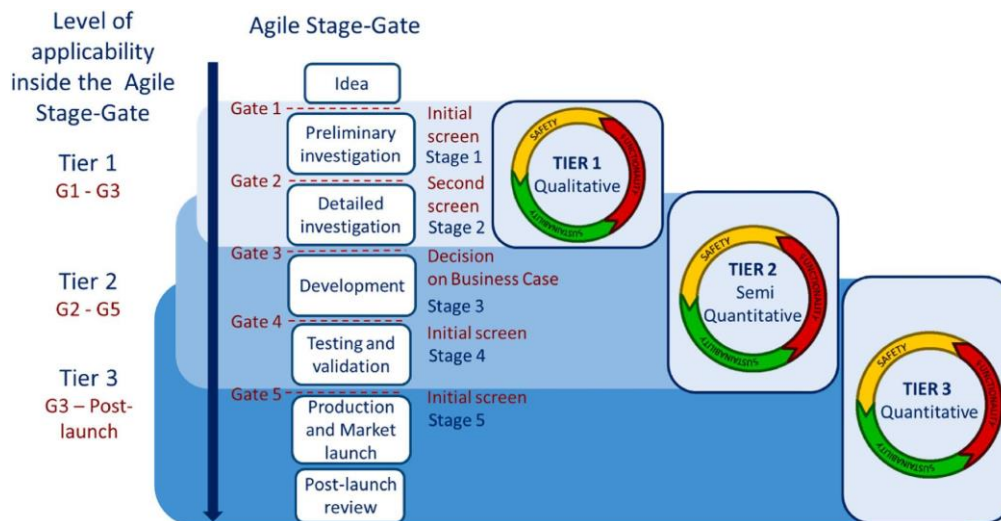 Level of
applicability
inside the Agile
Stage-Gate
Agile Stage-Gate
Idea
Gate 1
Initial
screen
Preliminary
investigation
Stage 1
Tier 1
G1 - G3
Gate 2
Second
screen
Detailed
investigation
Stage 2
SAFETY
FUNCTIONALITY
SUSTAINABILITY
TIER 1
Qualitative
Gate 3
Decision
on Business Case
Development
Stage 3
Tier 2
G2 - G5
SAFETY
FUNCTIONALITY
SUSTAINABILITY
TIER 2
Semi
Quantitative
Gate 4
Initial screen
Testing and
validation
Stage 4
Tier 3
G3 – Post-
launch
Gate 5
Initial screen
Production
and Market
launch
Stage 5
SAFETY
FUNCTIONALITY
SUSTAINABILITY
TIER 3
Quantitative
Post-launch
review